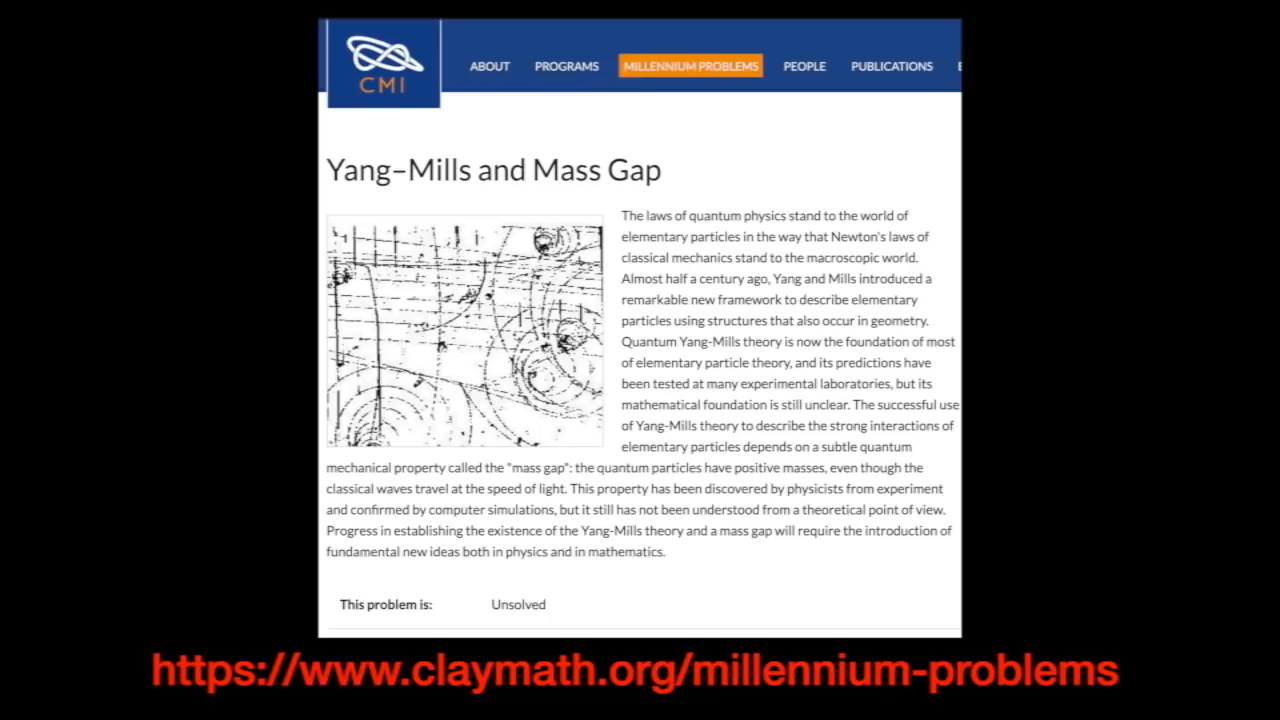 CMI
ABOUT PROGRAMS MILLENNIUM PROBLEMS PEOPLE PUBLICATIONS
Yang–Mills and Mass Gap
The laws of quantum physics stand to the world of
elementary particles in the way that Newton's laws of
classical mechanics stand to the macroscopic world.
Almost half a century ago, Yang and Mills introduced a
remarkable new framework to describe elementary
particles using structures that also occur in geometry.
Quantum Yang-Mills theory is now the foundation of most
of elementary particle theory, and its predictions have
been tested at many experimental laboratories, but its
mathematical foundation is still unclear. The successful use
of Yang-Mills theory to describe the strong interactions of
elementary particles depends on a subtle quantum
mechanical property called the "mass gap": the quantum particles have positive masses, even though the
classical waves travel at the speed of light. This property has been discovered by physicists from experiment
and confirmed by computer simulations, but it still has not been understood from a theoretical point of view.
Progress in establishing the existence of the Yang-Mills theory and a mass gap will require the introduction of
fundamental new ideas both in physics and in mathematics.
This problem is: Unsolved
https://www.claymath.org/millennium-problems